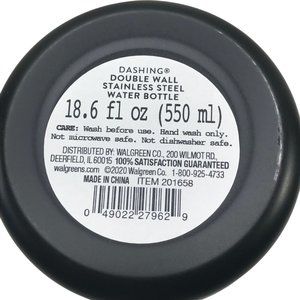 DASHING®
DOUBLE WALL
STAINLESS STEEL
WATER BOTTLE
18.6 fl oz (550 ml)
CARE: Wash before use. Hand wash only.
Not microwave safe. Not dishwasher safe.
DISTRIBUTED BY: WALGREEN CO., 200 WILMOT RD.,
DEERFIELD, IL 60015 100% SATISFACTION GUARANTEED
walgreens.com ©2020 Walgreen Co. 1-800-925-4733
MADE IN CHINA ITEM 201658
0 49022 27962 9